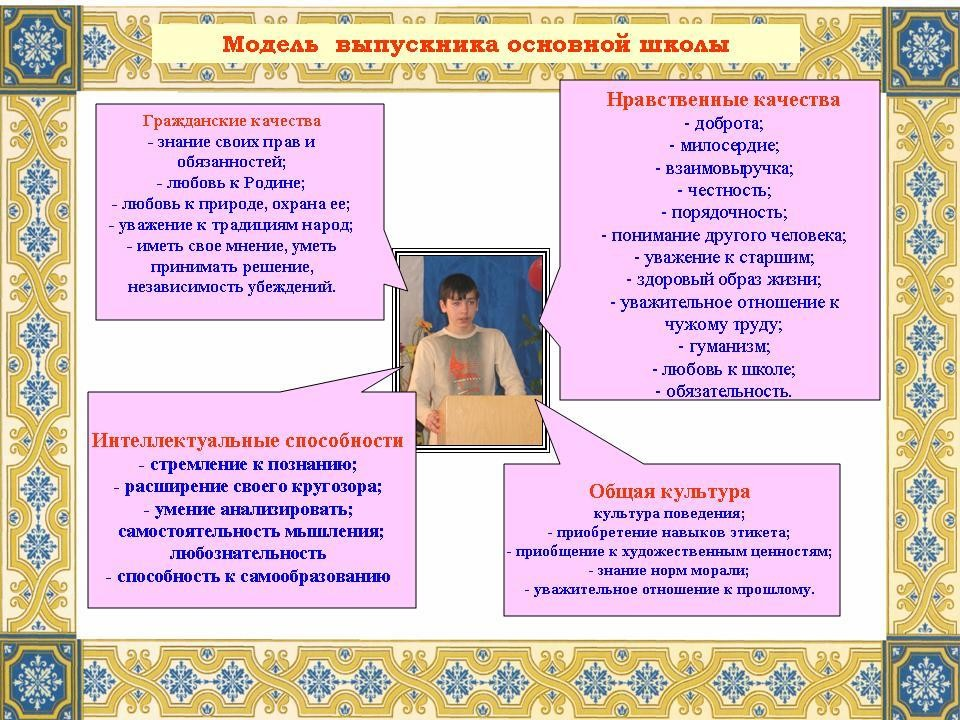 Модель выпускника основной школы
Гражданские качества
- знание своих прав и
обязанностей;
- любовь к Родине;
- любовь к природе, охрана ее;
- уважение к традициям народ;
- иметь свое мнение, уметь
принимать решение,
независимость убеждений.
Нравственные качества
- доброта;
- милосердие;
- взаимовыручка;
- честность;
- порядочность;
- понимание другого человека;
- уважение к старшим;
- здоровый образ жизни;
- уважительное отношение к
чужому труду;
- гуманизм;
- любовь к школе;
- обязательность.
Интеллектуальные способности
- стремление к познанию;
- расширение своего кругозора;
- умение анализировать;
самостоятельность мышления;
любознательность
- способность к самообразованию
Общая культура
культура поведения;
- приобретение навыков этикета;
- приобщение к художественным ценностям;
- знание норм морали;
- уважительное отношение к прошлому.